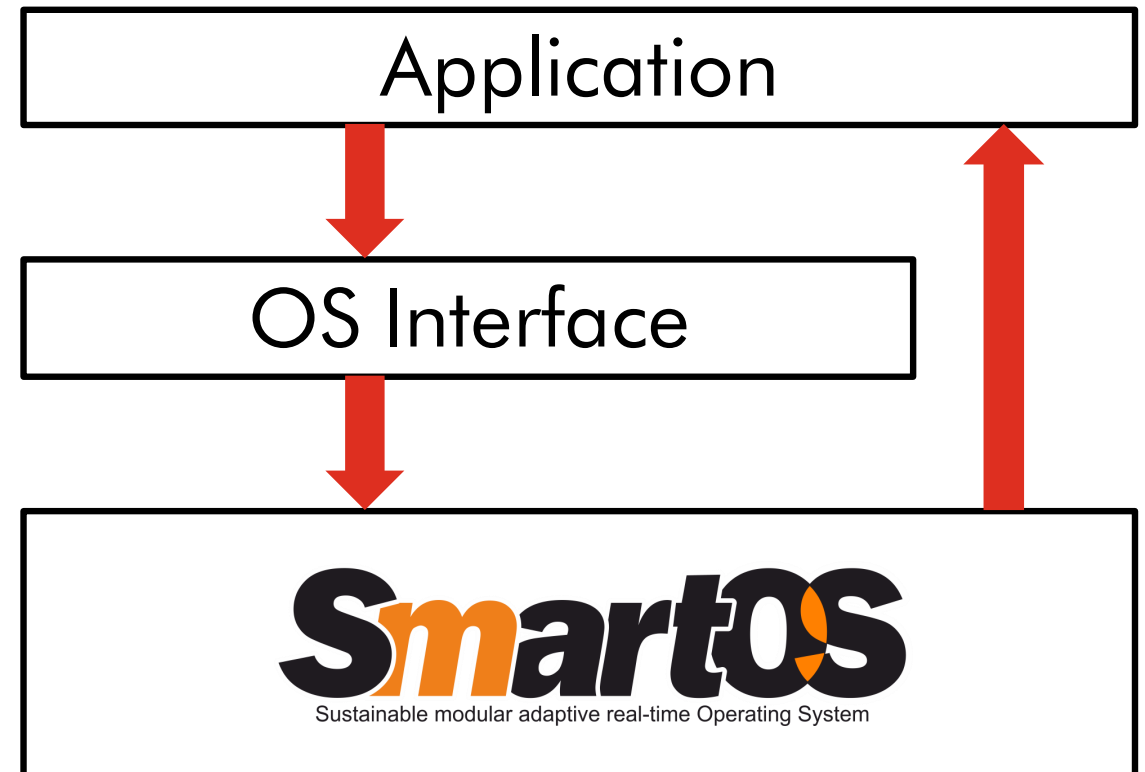 Application
OS Interface
SmartOS
Sustainable modular adaptive real-time Operating System